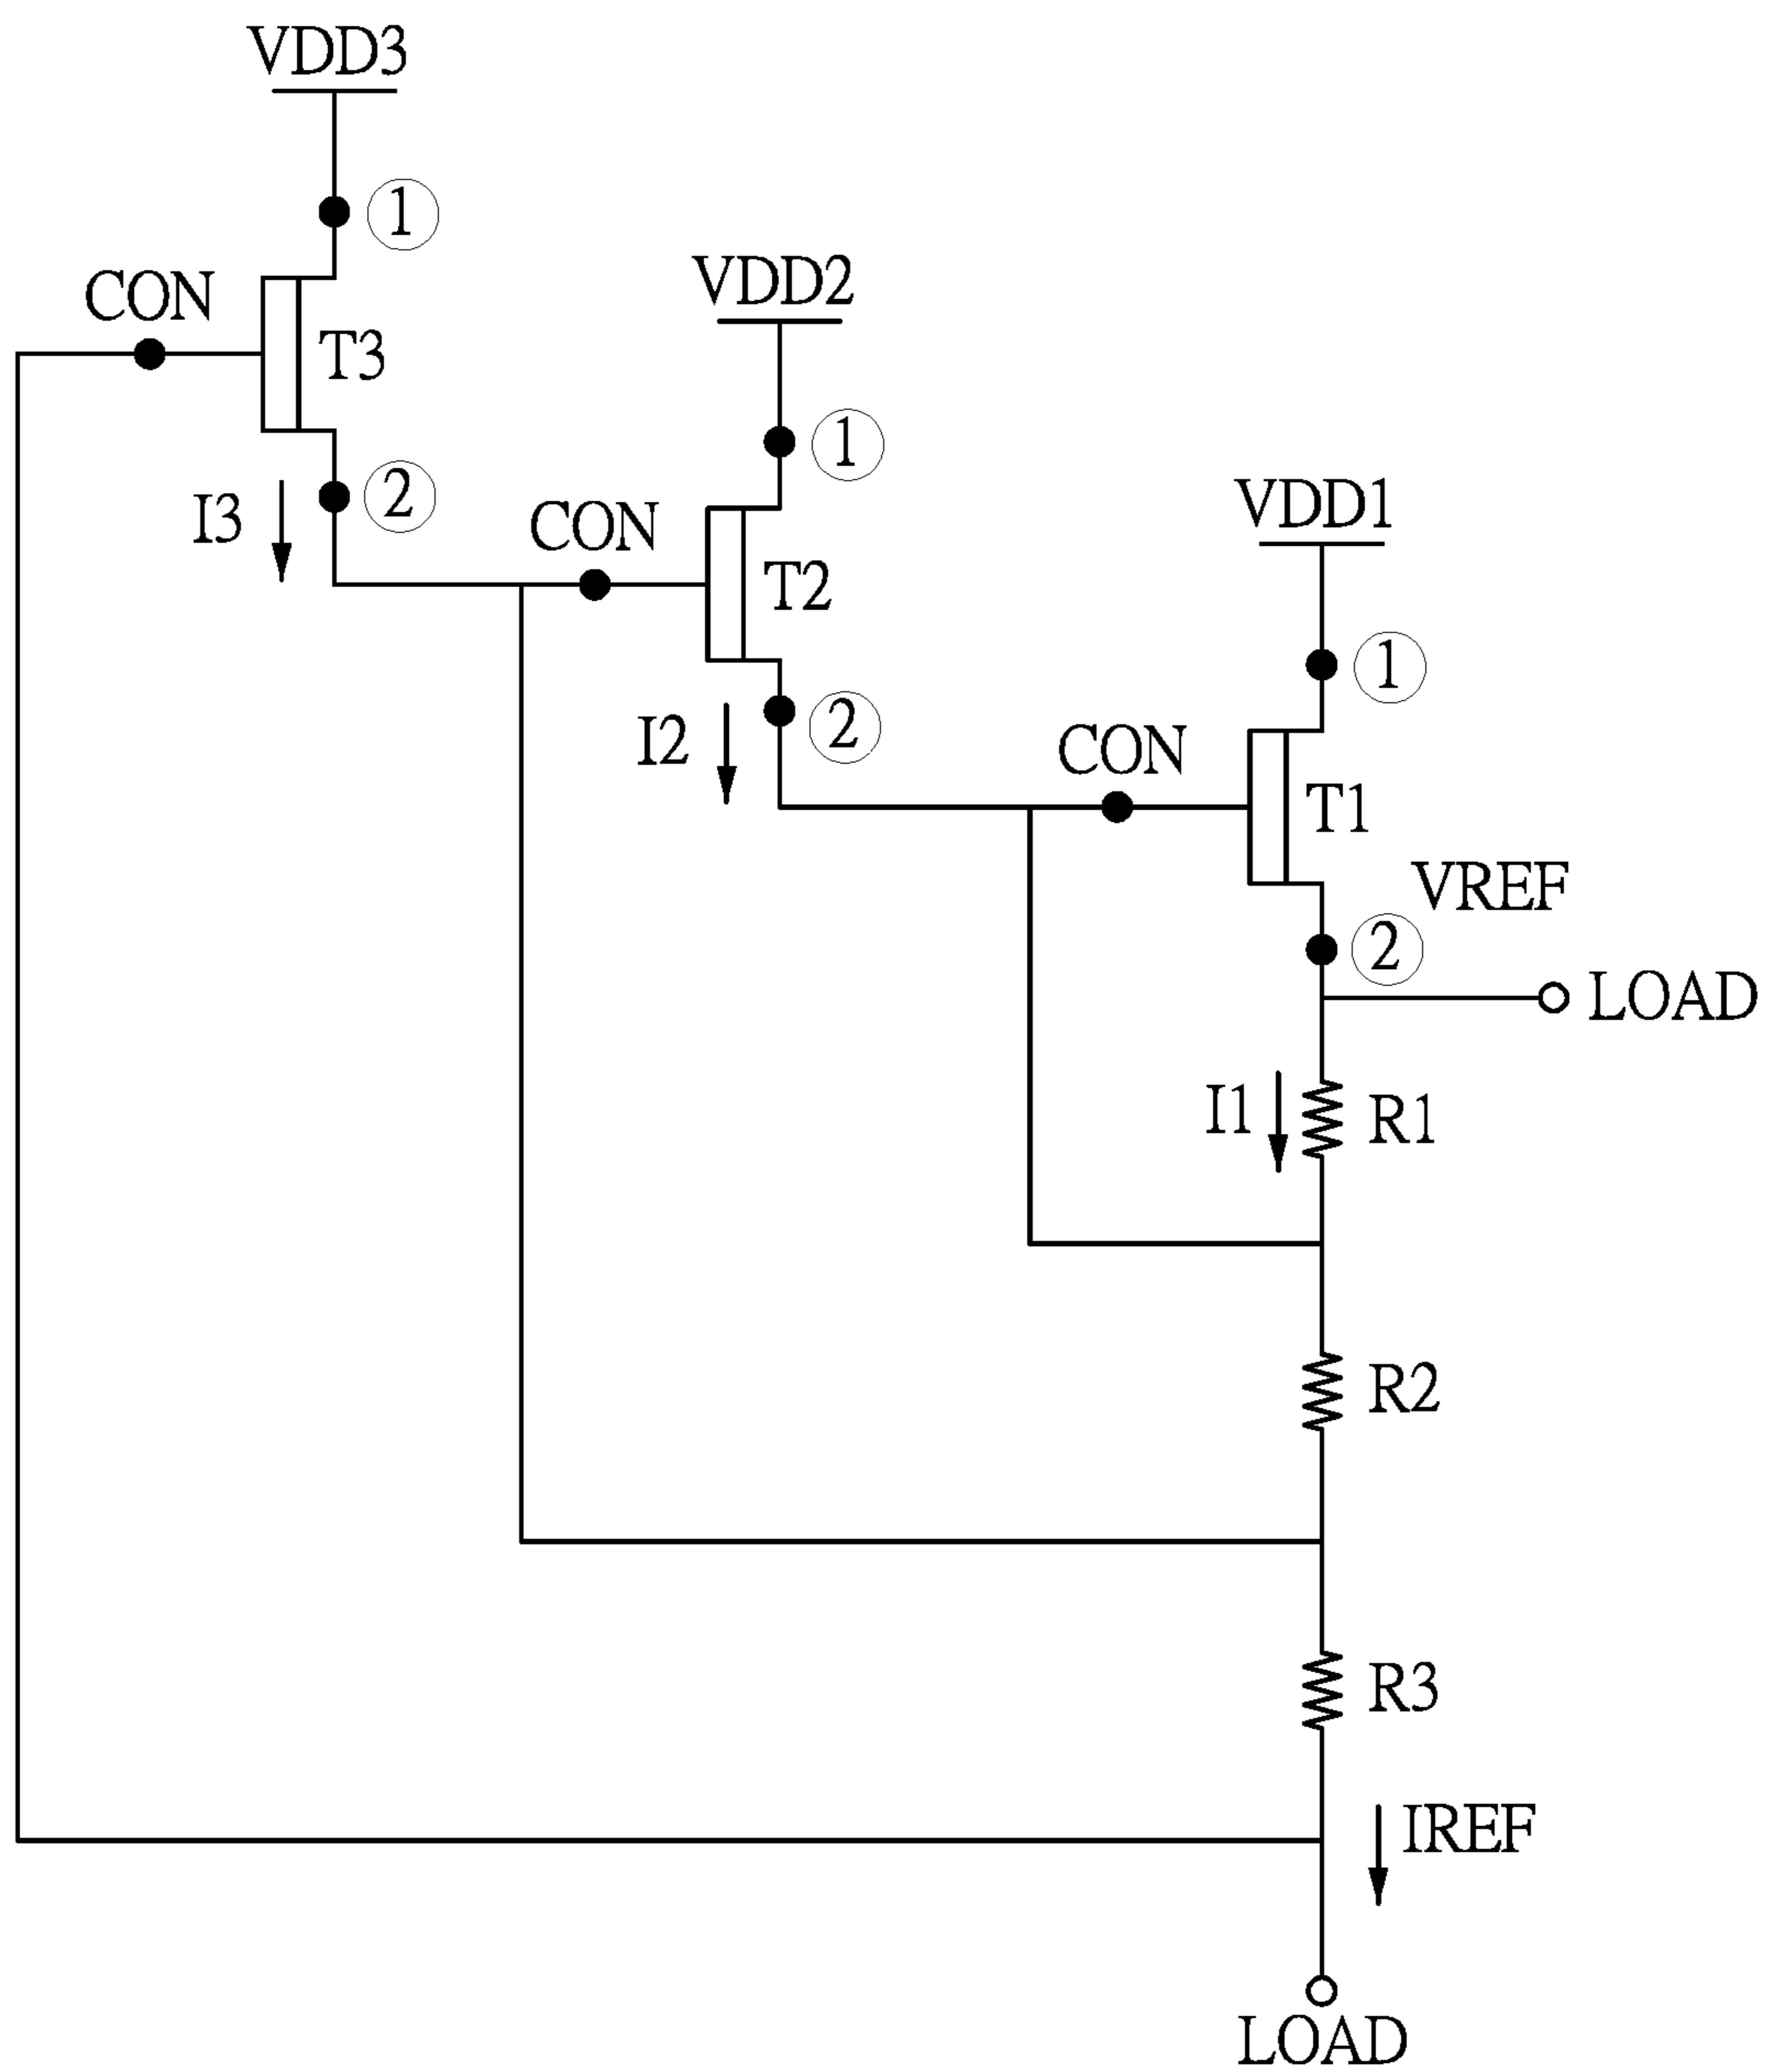 VDD3
①
CON
T3
②
I3
VDD2
①
CON
T2
②
I2
VDD1
①
CON
T1
VREF
②
LOAD
I1
R1
R2
R3
IREF
LOAD